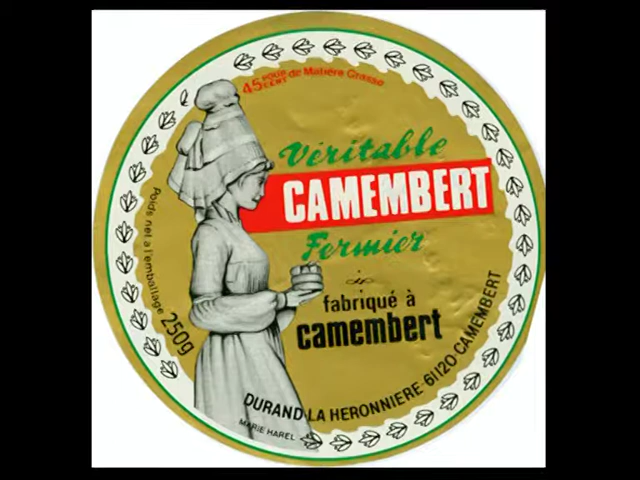 45 POUR CENT de Matière Grasse
Véritable
CAMEMBERT
Fermier
fabriqué à
camembert
Poids net à l'emballage 250g
DURAND LA HERONNIERE-61120-CAMEMBERT
MARIE HAREL